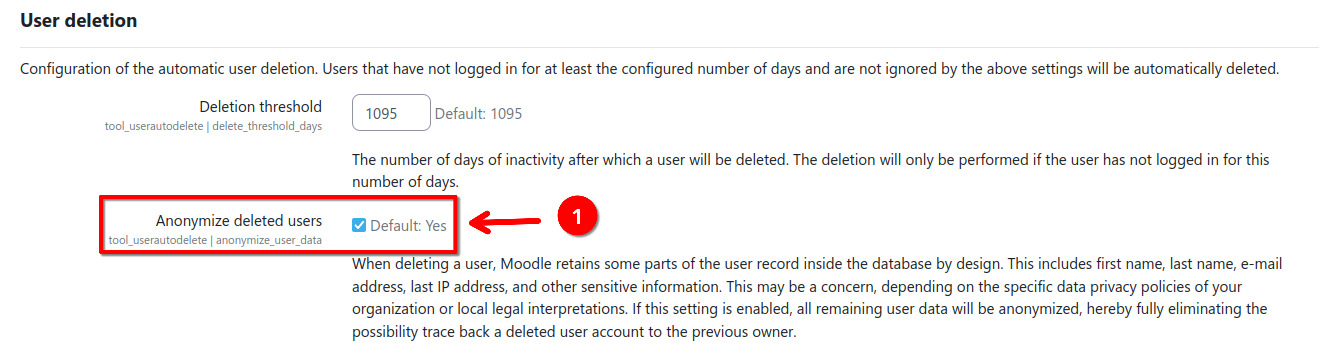 User deletion
Configuration of the automatic user deletion. Users that have not logged in for at least the configured number of days and are not ignored by the above settings will be automatically deleted.
Deletion threshold
1095 Default: 1095
tool_userautodelete | delete_threshold_days
The number of days of inactivity after which a user will be deleted. The deletion will only be performed if the user has not logged in for this
number of days.
Anonymize deleted users
Default: Yes
1
tool_userautodelete | anonymize_user_data
When deleting a user, Moodle retains some parts of the user record inside the database by design. This includes first name, last name, e-mail
address, last IP address, and other sensitive information. This may be a concern, depending on the specific data privacy policies of your
organization or local legal interpretations. If this setting is enabled, all remaining user data will be anonymized, hereby fully eliminating the
possibility trace back a deleted user account to the previous owner.